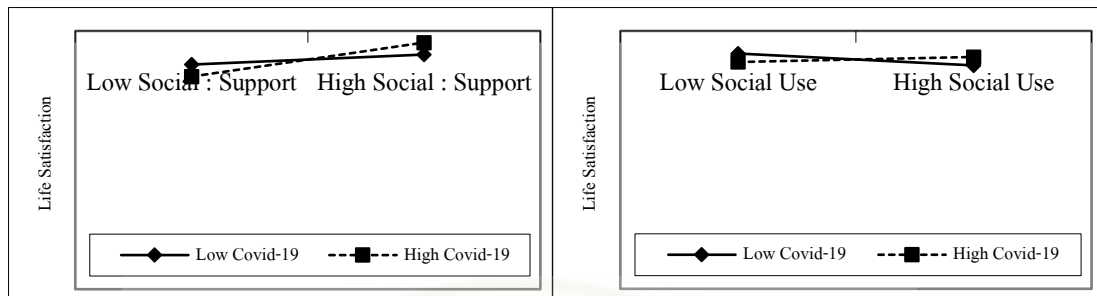 Life Satisfaction
Low Social : Support
High Social : Support
Low Covid-19
High Covid-19
Life Satisfaction
Low Social Use
High Social Use
Low Covid-19
High Covid-19